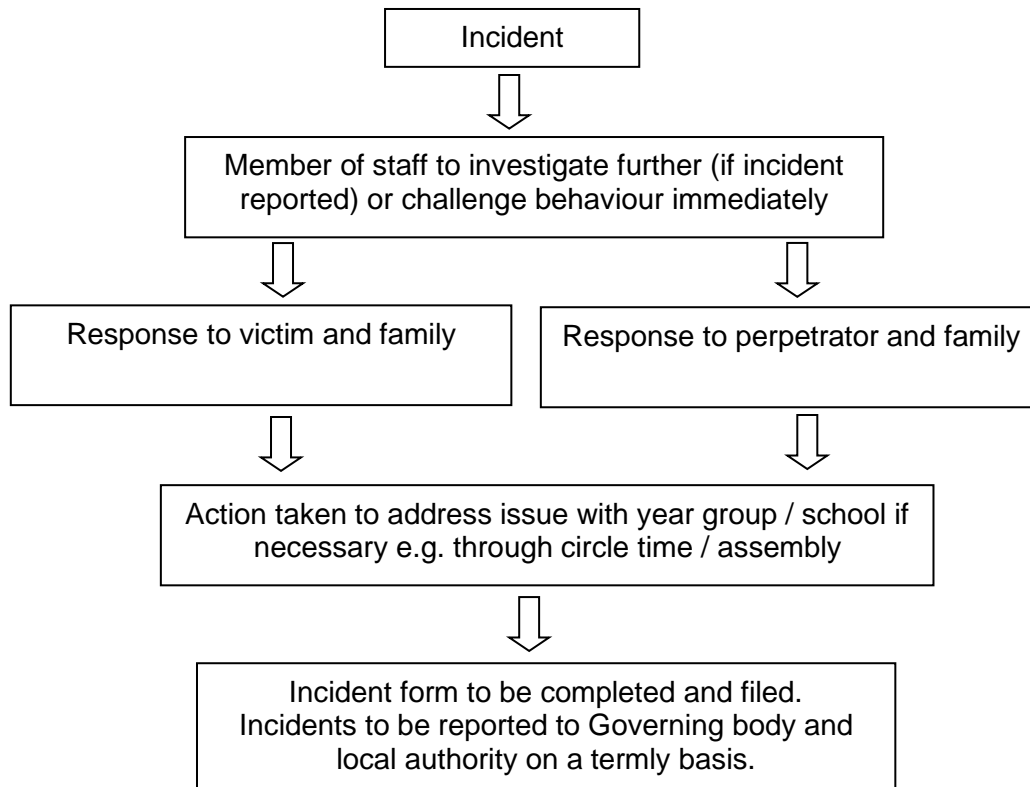 Incident
Member of staff to investigate further (if incident
reported) or challenge behaviour immediately
Response to victim and family
Response to perpetrator and family
Action taken to address issue with year group / school if
necessary e.g. through circle time / assembly
Incident form to be completed and filed.
Incidents to be reported to Governing body and
local authority on a termly basis.